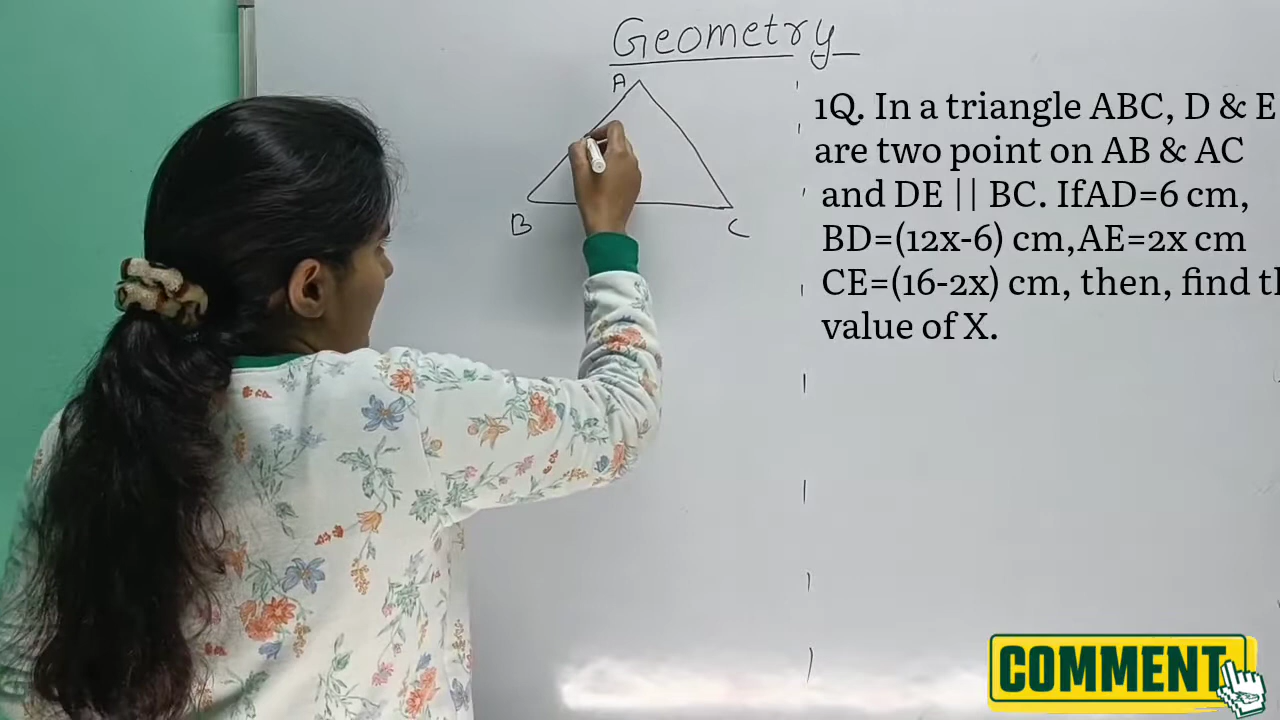 Geometry
A
B
C
1Q. In a triangle ABC, D & E
are two point on AB & AC
and DE || BC. IfAD=6 cm,
BD=(12x-6) cm,AE=2x cm
CE=(16-2x) cm, then, find th
value of X.
COMMENT